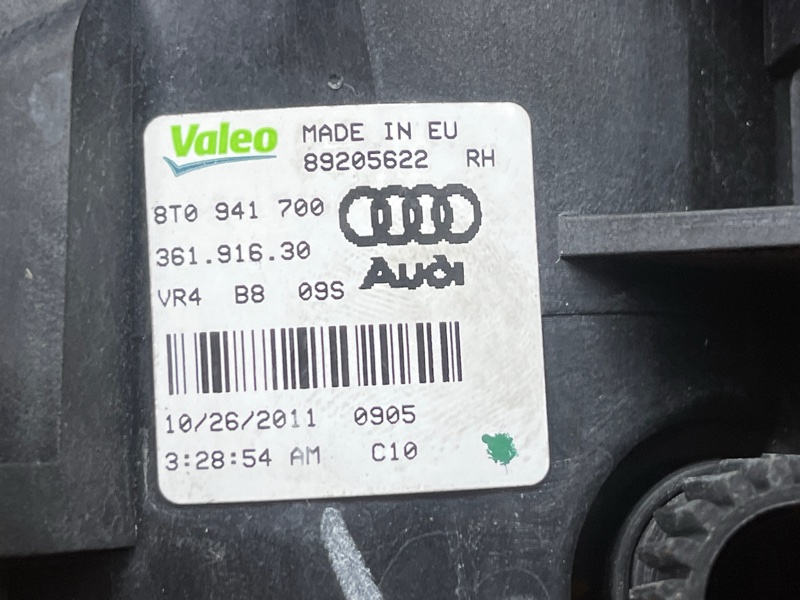 Valeo MADE IN EU
89205622 RH
8T0 941 700
361.916.30
Audi
VR4 B8 09S
10/26/2011 0905
3:28:54 AM C10